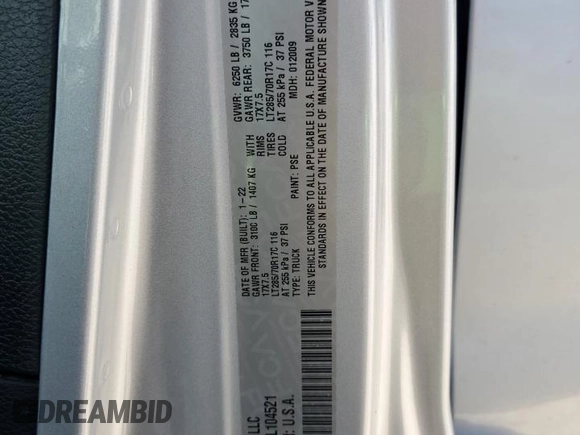 LLC
DATE OF MFR (BUILT): 1-22 GVWR: 6250 LB / 2835 KG
GAWR FRONT: 3100 LB / 1407 KG WITH GAWR REAR: 3750 LB / 17
17X7.5 RIMS 17X7.5
LT285/70R17C 116 TIRES LT285/70R17C 116
AT 255 kPa / 37 PSI COLD AT 255 kPa / 37 PSI
TYPE: TRUCK PAINT: PSE MDH: 012009
THIS VEHICLE CONFORMS TO ALL APPLICABLE U.S.A. FEDERAL MOTOR V
STANDARDS IN EFFECT ON THE DATE OF MANUFACTURE SHOWN
L104521
: U.S.A.
DREAMBID